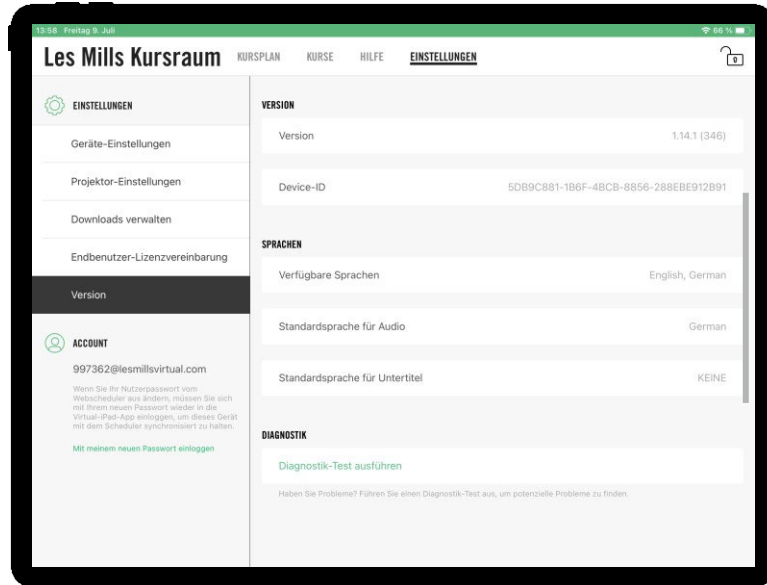 13:58 Freitag 9. Juli
66 %
Les Mills Kursraum KURSPLAN KURSE HILFE EINSTELLUNGEN
EINSTELLUNGEN
Geräte-Einstellungen
Projektor-Einstellungen
Downloads verwalten
Endbenutzer-Lizenzvereinbarung
Version
ACCOUNT
997362@lesmillsvirtual.com
Wenn Sie Ihr Nutzerpasswort vom
Webscheduler aus ändern, müssen Sie sich
mit Ihrem neuen Passwort wieder in die
Virtual-iPad-App einloggen, um dieses Gerät
mit dem Scheduler synchronisiert zu halten.
Mit meinem neuen Passwort einloggen
VERSION
Version 1.14.1 (346)
Device-ID 5DB9C881-1B6F-4BCB-8856-288EBE912B91
SPRACHEN
Verfügbare Sprachen English, German
Standardsprache für Audio German
Standardsprache für Untertitel KEINE
DIAGNOSTIK
Diagnostik-Test ausführen
Haben Sie Probleme? Führen Sie einen Diagnostik-Test aus, um potenzielle Probleme zu finden.